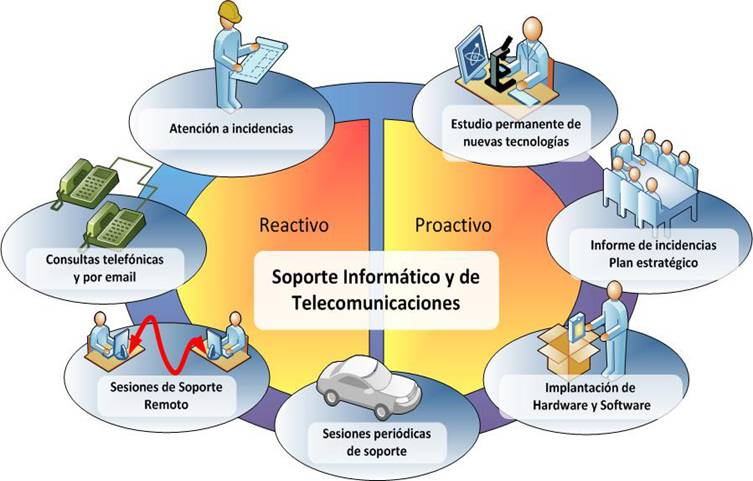 Atención a incidencias
Estudio permanente de
nuevas tecnologías
Reactivo
Proactivo
Consultas telefónicas
y por email
Informe de incidencias
Plan estratégico
Soporte Informático y de
Telecomunicaciones
Sesiones de Soporte
Remoto
Implantación de
Hardware y Software
Sesiones periódicas
de soporte